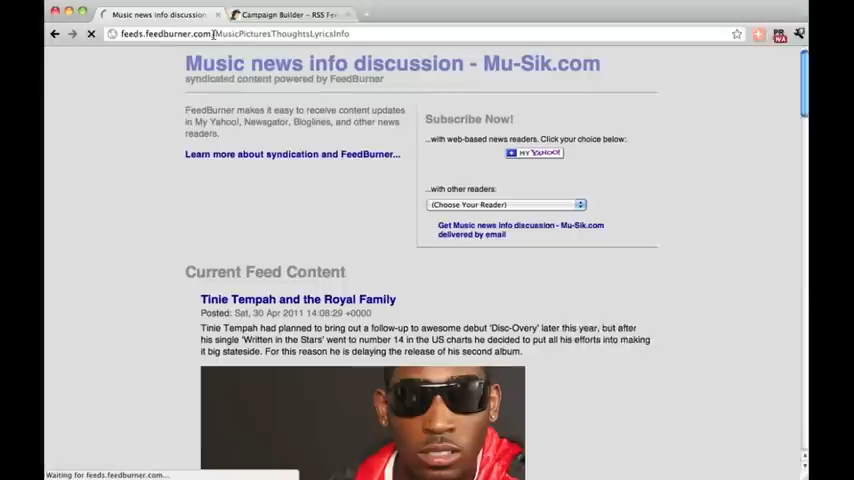 Music news info discussion
Campaign Builder – RSS Fe
feeds.feedburner.com/MusicPicturesThoughtsLyricsInfo
Music news info discussion - Mu-Sik.com
syndicated content powered by FeedBurner
FeedBurner makes it easy to receive content updates
in My Yahoo!, Newsgator, Bloglines, and other news
readers.
Learn more about syndication and FeedBurner...
Subscribe Now!
...with web-based news readers. Click your choice below:
MY YAHOO!
...with other readers:
(Choose Your Reader)
Get Music news info discussion - Mu-Sik.com
delivered by email
Current Feed Content
Tinie Tempah and the Royal Family
Posted: Sat, 30 Apr 2011 14:08:29 +0000
Tinie Tempah had planned to bring out a follow-up to awesome debut 'Disc-Overy' later this year, but after
his single 'Written in the Stars' went to number 14 in the US charts he decided to put all his efforts into making
it big stateside. For this reason he is delaying the release of his second album.
Waiting for feeds.feedburner.com...